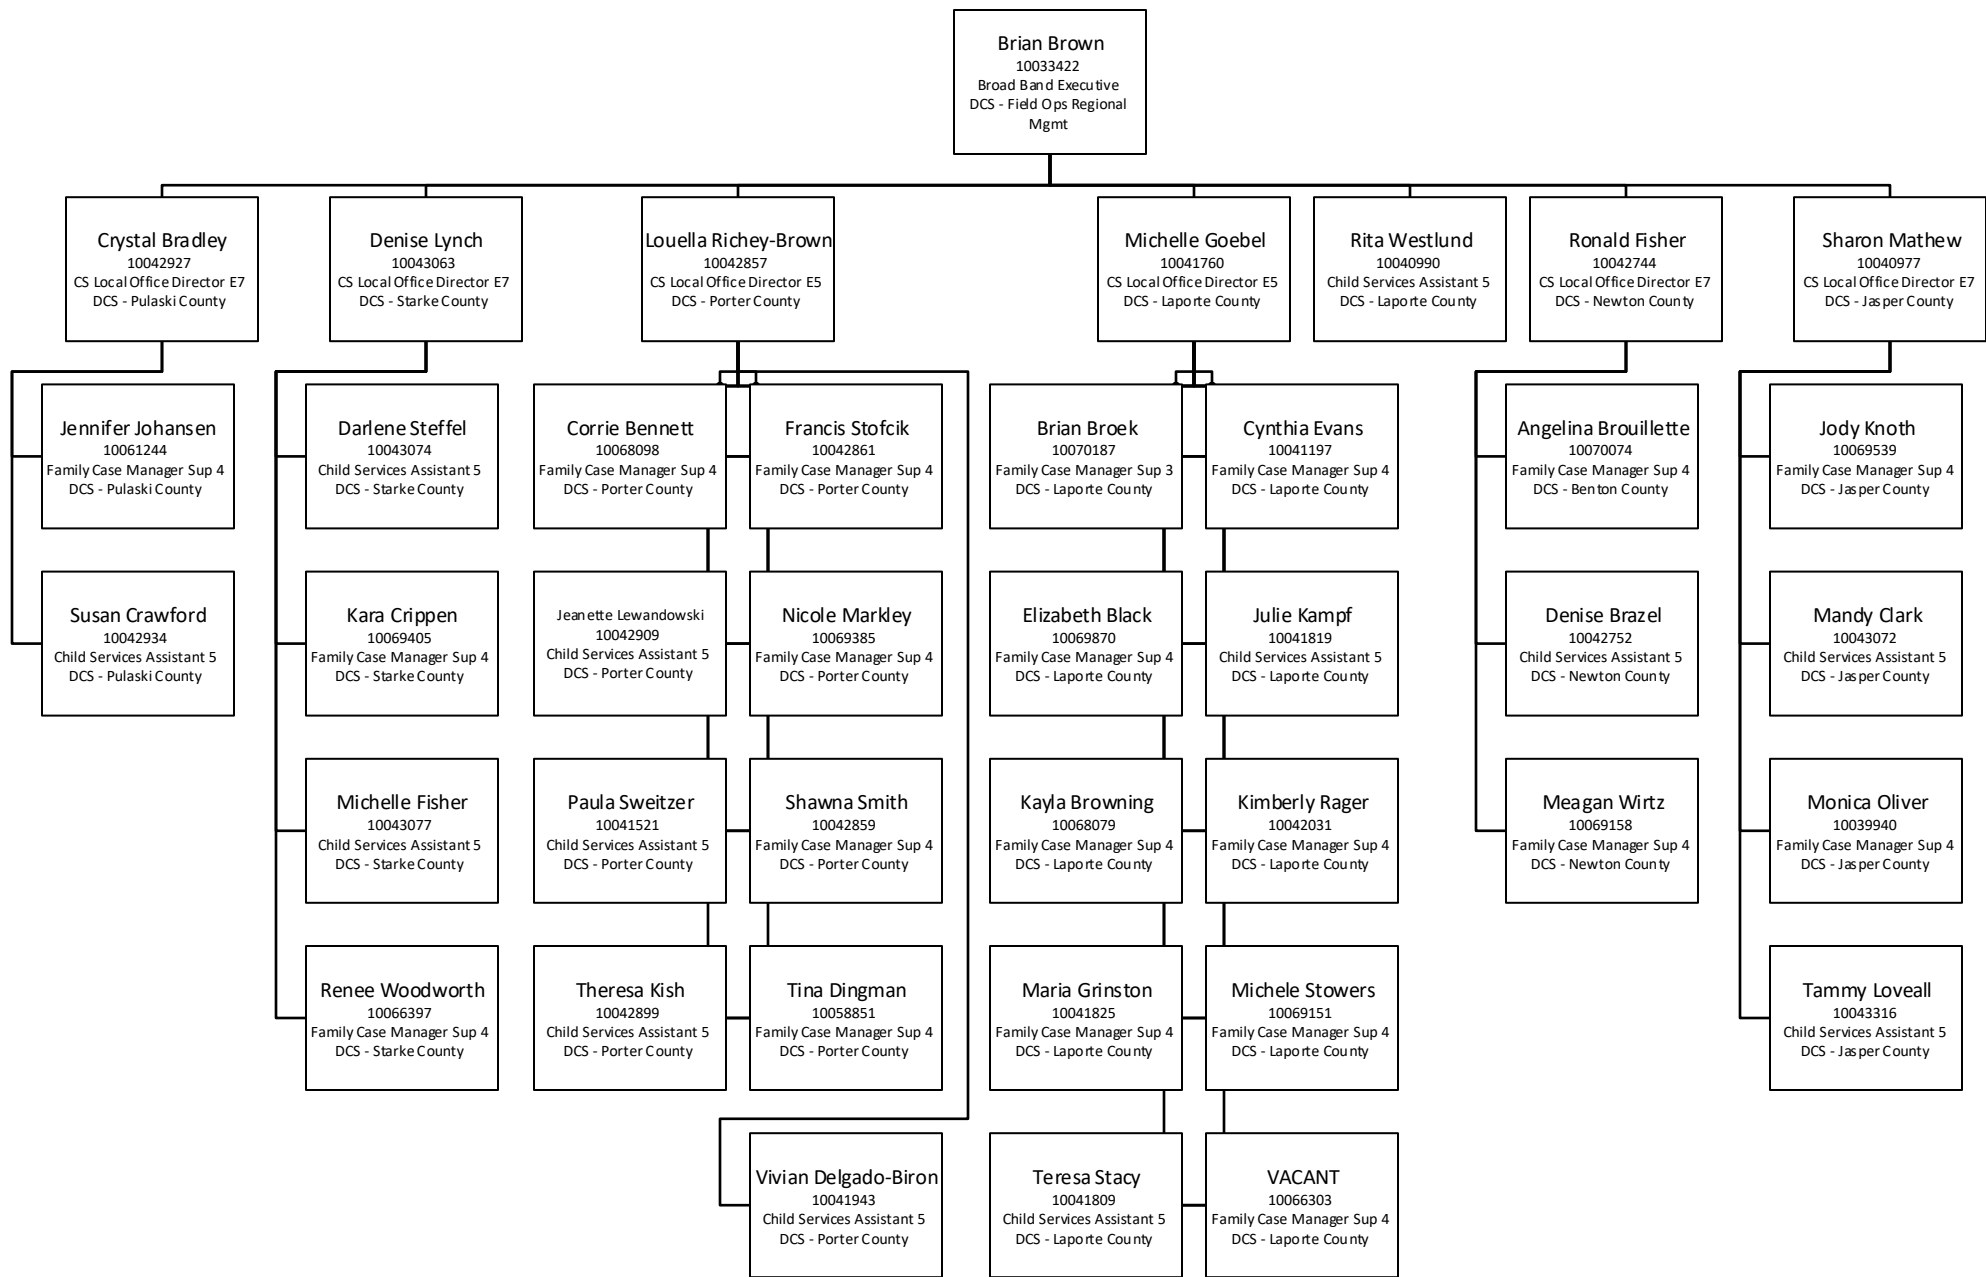 Brian Brown
10033422
Broad Band Executive
DCS - Field Ops Regional
Mgmt
Crystal Bradley
10042927
CS Local Office Director E7
DCS - Pulaski County
Denise Lynch
10043063
CS Local Office Director E7
DCS - Starke County
Louella Richey-Brown
10042857
CS Local Office Director E5
DCS - Porter County
Michelle Goebel
10041760
CS Local Office Director E5
DCS - Laporte County
Rita Westlund
10040990
Child Services Assistant 5
DCS - Laporte County
Ronald Fisher
10042744
CS Local Office Director E7
DCS - Newton County
Sharon Mathew
10040977
CS Local Office Director E7
DCS - Jasper County
Jennifer Johansen
10061244
Family Case Manager Sup 4
DCS - Pulaski County
Darlene Steffel
10043074
Child Services Assistant 5
DCS - Starke County
Corrie Bennett
10068098
Family Case Manager Sup 4
DCS - Porter County
Francis Stofcik
10042861
Family Case Manager Sup 4
DCS - Porter County
Brian Broek
10070187
Family Case Manager Sup 3
DCS - Laporte County
Cynthia Evans
10041197
Family Case Manager Sup 4
DCS - Laporte County
Angelina Brouillette
10070074
Family Case Manager Sup 4
DCS - Benton County
Jody Knoth
10069539
Family Case Manager Sup 4
DCS - Jasper County
Susan Crawford
10042934
Child Services Assistant 5
DCS - Pulaski County
Kara Crippen
10069405
Family Case Manager Sup 4
DCS - Starke County
Jeanette Lewandowski
10042909
Child Services Assistant 5
DCS - Porter County
Nicole Markley
10069385
Family Case Manager Sup 4
DCS - Porter County
Elizabeth Black
10069870
Family Case Manager Sup 4
DCS - Laporte County
Julie Kampf
10041819
Child Services Assistant 5
DCS - Laporte County
Denise Brazel
10042752
Child Services Assistant 5
DCS - Newton County
Mandy Clark
10043072
Child Services Assistant 5
DCS - Jasper County
Michelle Fisher
10043077
Child Services Assistant 5
DCS - Starke County
Paula Sweitzer
10041521
Child Services Assistant 5
DCS - Porter County
Shawna Smith
10042859
Family Case Manager Sup 4
DCS - Porter County
Kayla Browning
10068079
Family Case Manager Sup 4
DCS - Laporte County
Kimberly Rager
10042031
Family Case Manager Sup 4
DCS - Laporte County
Meagan Wirtz
10069158
Family Case Manager Sup 4
DCS - Newton County
Monica Oliver
10039940
Family Case Manager Sup 4
DCS - Jasper County
Renee Woodworth
10066397
Family Case Manager Sup 4
DCS - Starke County
Theresa Kish
10042899
Child Services Assistant 5
DCS - Porter County
Tina Dingman
10058851
Family Case Manager Sup 4
DCS - Porter County
Maria Grinston
10041825
Family Case Manager Sup 4
DCS - Laporte County
Michele Stowers
10069151
Family Case Manager Sup 4
DCS - Laporte County
Tammy Loveall
10043316
Child Services Assistant 5
DCS - Jasper County
Vivian Delgado-Biron
10041943
Child Services Assistant 5
DCS - Porter County
Teresa Stacy
10041809
Child Services Assistant 5
DCS - Laporte County
VACANT
10066303
Family Case Manager Sup 4
DCS - Laporte County